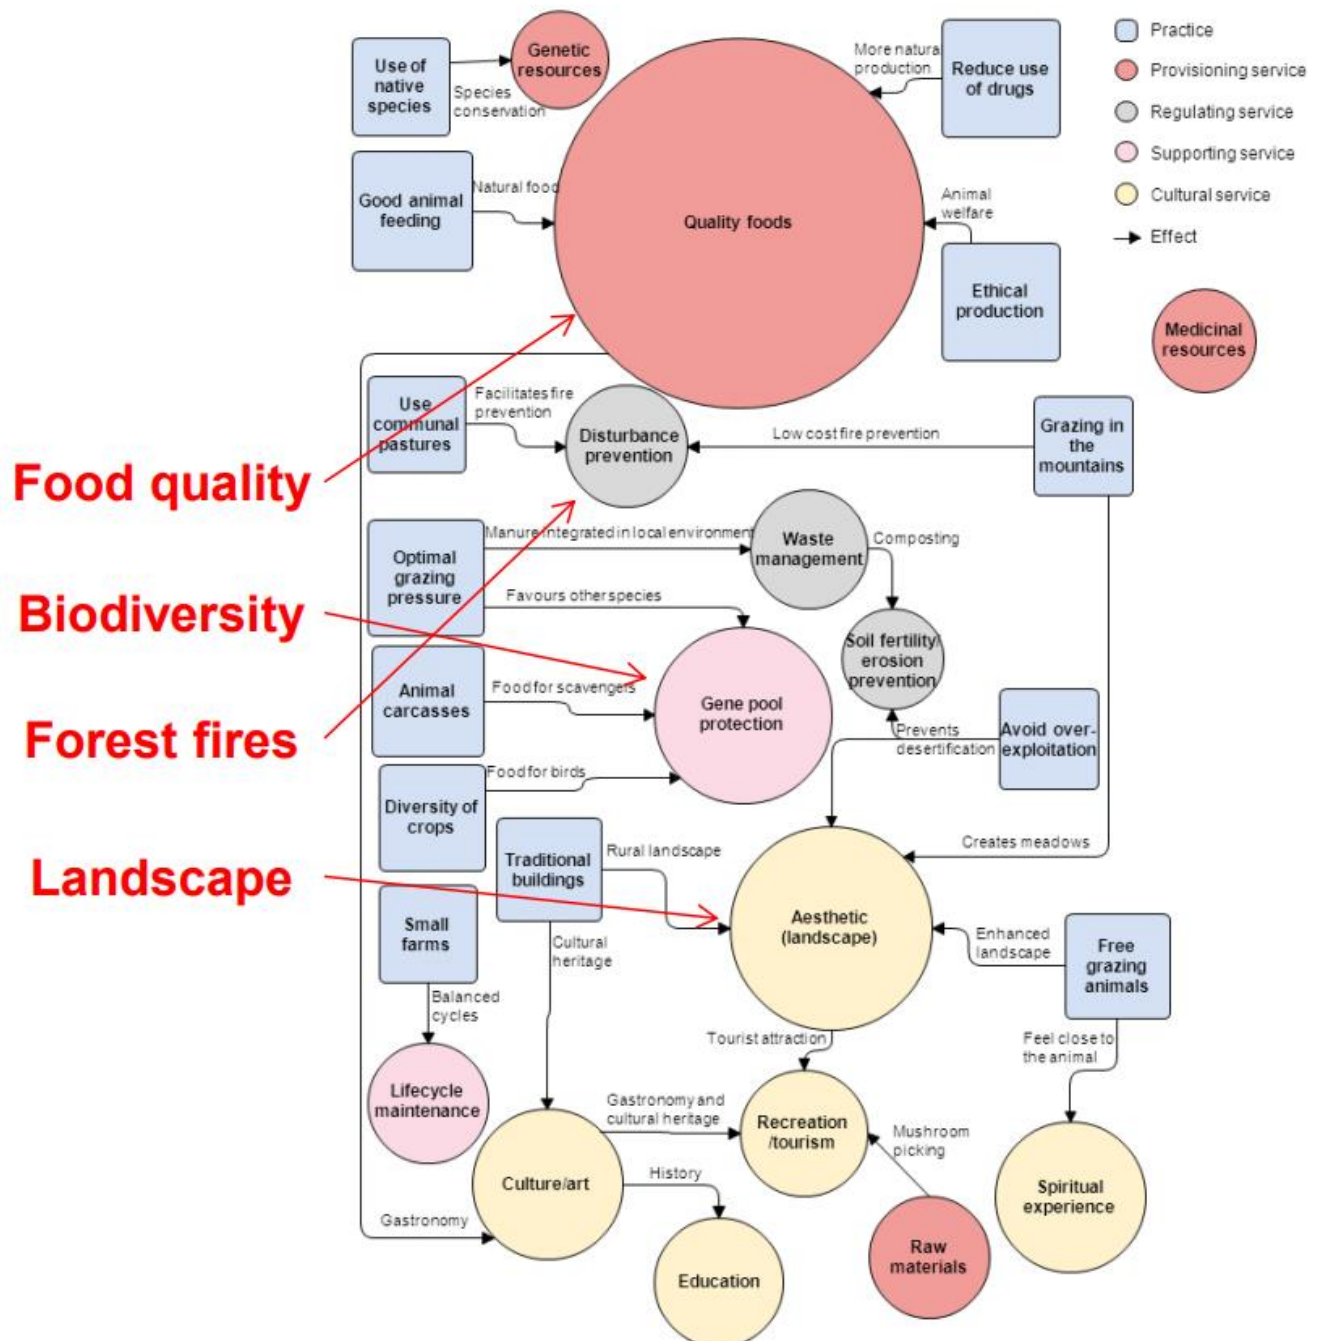 Use of
native
species
Species
conservation
Genetic
resources
More natura
production
Reduce use
of drugs
Practice
Provisioning service
Regulating service
Supporting service
Cultural service
Effect
Good animal
feeding
Natural food
Quality foods
Animal
welfare
Ethical
production
Medicinal
resources
Use
communal
pastures
Facilitates fire
prevention
Disturbance
prevention
Low cost fire prevention
Grazing in
the
mountains
Food quality
Optimal
grazing
pressure
Manure integrated in local environment
Waste
management
Composting
Favours other species
Biodiversity
Soil fertility/
erosion
prevention
Animal
carcasses
Food for scavengers
Gene pool
protection
Forest fires
Prevents
desertification
Avoid over-
exploitation
Diversity of
crops
Food for birds
Traditional
buildings
Rural landscape
Creates meadows
Landscape
Small
farms
Cultural
heritage
Aesthetic
(landscape)
Enhanced
landscape
Free
grazing
animals
Balanced
cycles
Tourist attraction
Feel close to
the animal
Lifecycle
maintenance
Gastronomy and
cultural heritage
Recreation
/tourism
Mushroom
picking
Culture/art
History
Spiritual
experience
Gastronomy
Education
Raw
materials